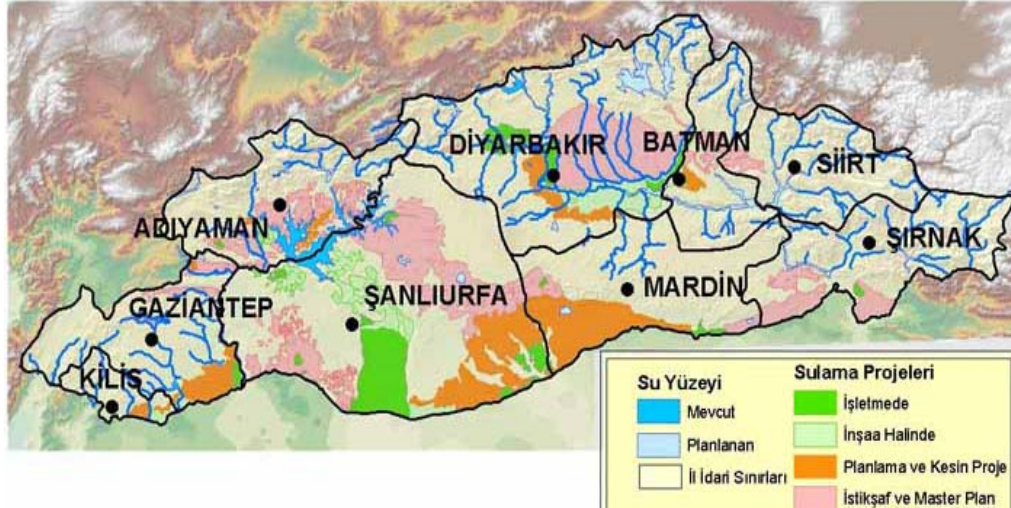 DİYARBAKIR
BATMAN
SİİRT
ADIYAMAN
ŞIRNAK
ŞANLIURFA
MARDİN
GAZİANTEP
KİLİS
Su Yüzeyi
Mevcut
Planlanan
İl İdari Sınırları
Sulama Projeleri
İşletmede
İnşaa Halinde
Planlama ve Kesin Proje
İstikşaf ve Master Plan